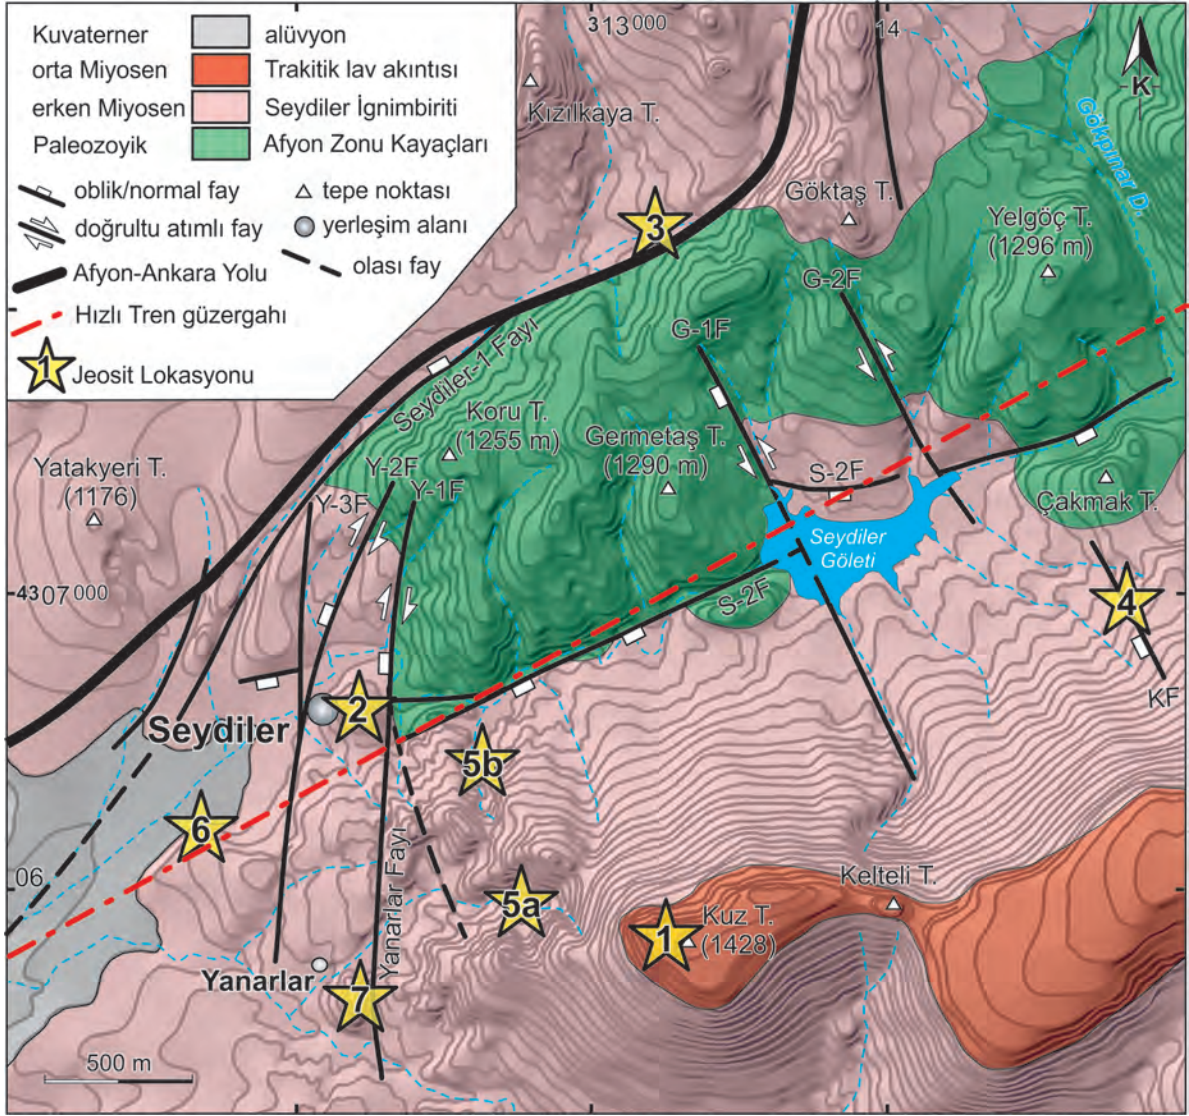 Kuvaterner
alüvyon
orta Miyosen
Trakitik lav akıntısı
erken Miyosen
Seydiler İgnimbiriti
Paleozoyik
Afyon Zonu Kayaçları
oblik/normal fay
tepe noktası
doğrultu atımlı fay
yerleşim alanı
Afyon-Ankara Yolu
olası fay
Hızlı Tren güzergahı
1
Jeosit Lokasyonu
313000
14
K
Kızılkaya T.
Gökpınar D.
Göktaş T.
3
Yelgöç T.
(1296 m)
G-2F
G-1F
Seydiler-1 Fayı
Koru T.
(1255 m)
Germetaş T.
(1290 m)
Yatakyeri T.
(1176)
Y-2F
Y-1F
Y-3F
S-2F
Çakmak T.
Seydiler
Göleti
4307000
S-2F
4
KF
2
Seydiler
5b
6
06
Yanarlar Fayı
5a
Kelteli T.
1
Kuz T.
(1428)
Yanarlar
7
500 m